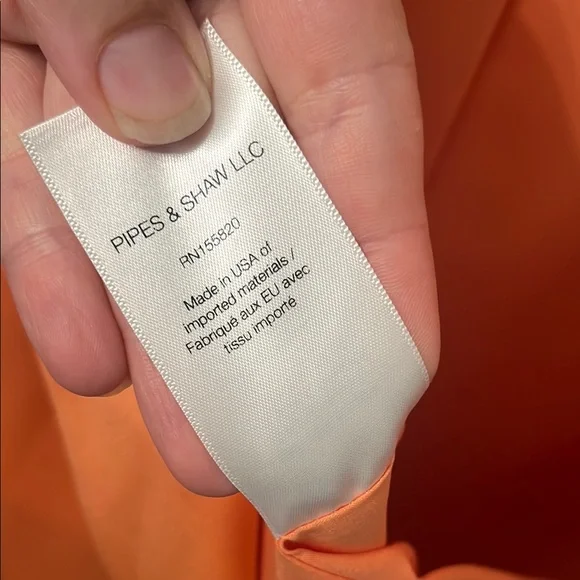 PIPES & SHAW LLC
RN155820
Made in USA of
imported materials /
Fabriqué aux EU avec
tissu importé